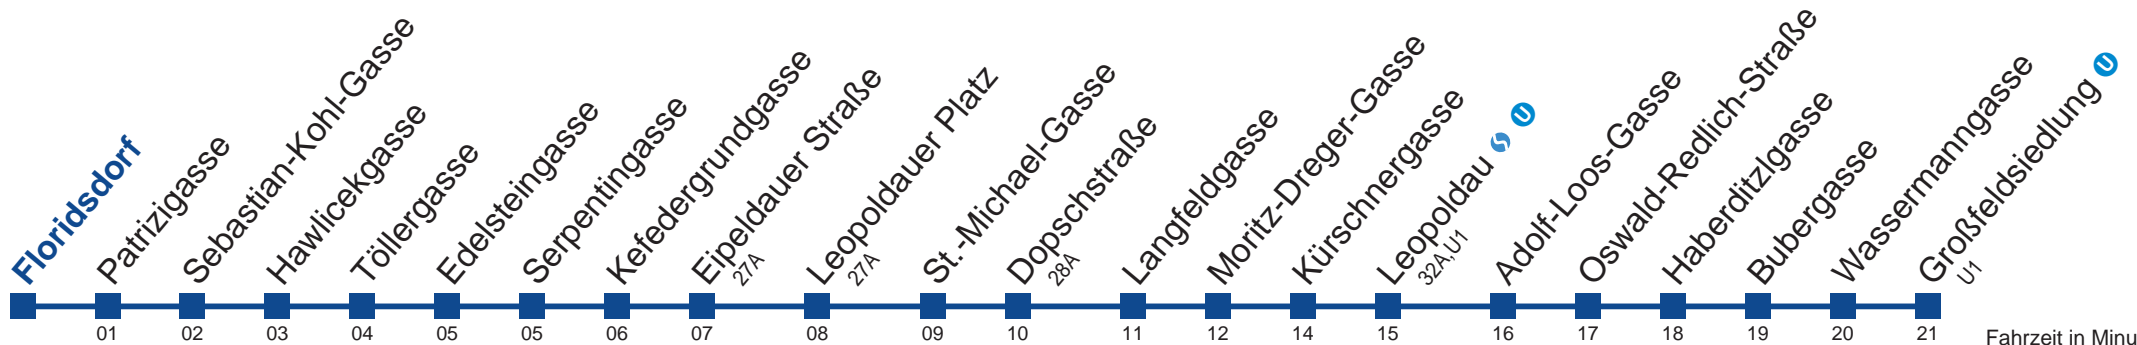 Floridsdorf
Patrizigasse
Sebastian-Kohl-Gasse
Hawlicekgasse
Töllergasse
Edelsteingasse
Serpentingasse
Kefedergrundgasse
Eipeldauer Straße
27A
Leopoldauer Platz
27A
St.-Michael-Gasse
Dopschstraße
28A
Langfeldgasse
Moritz-Dreger-Gasse
Kürschnergasse
Leopoldau U
32A,U1
Adolf-Loos-Gasse
Oswald-Redlich-Straße
Haberditzlgasse
Bubergasse
Wassermanngasse
Großfeldsiedlung U
U1
01 02 03 04 05 05 06 07 08 09 10 11 12 14 15 16 17 18 19 20 21 Fahrzeit in Minu